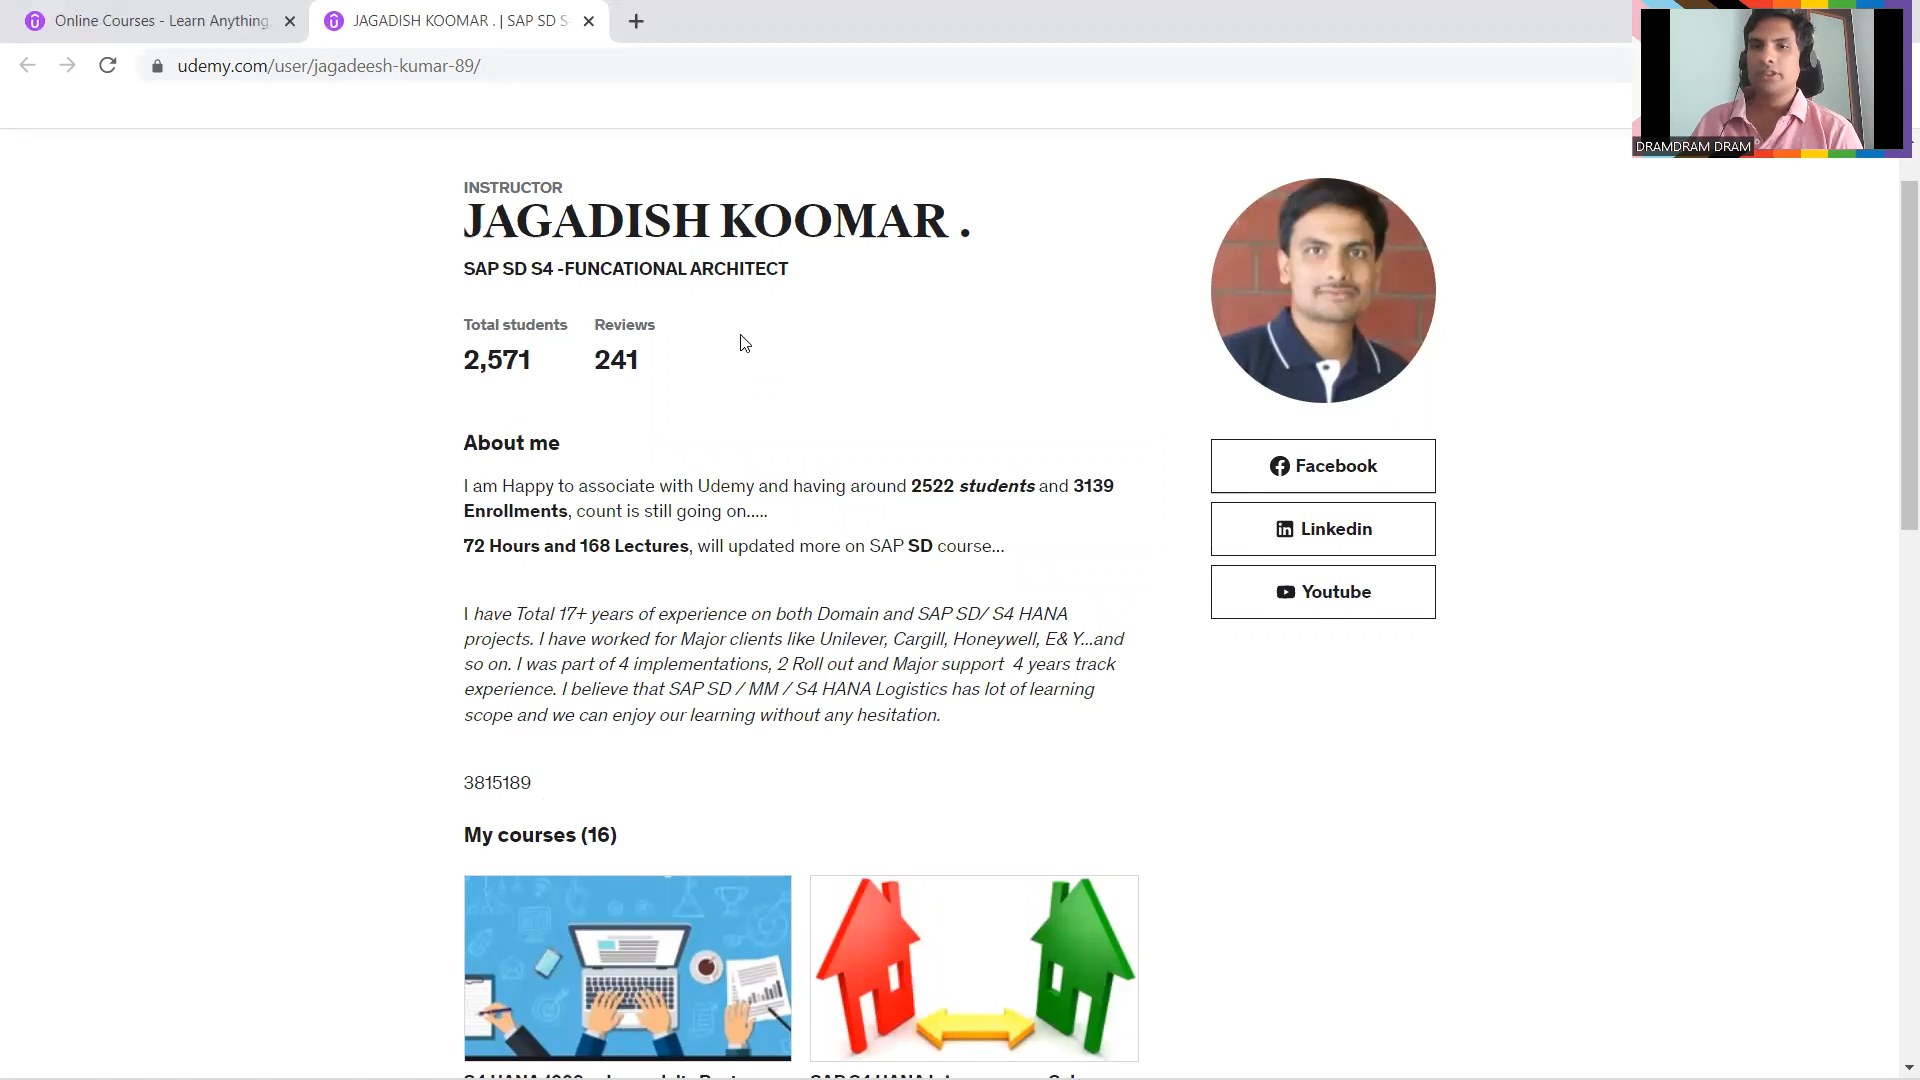 Online Courses - Learn Anything,
JAGADISH KOOMAR . | SAP SD S
udemy.com/user/jagadeesh-kumar-89/
DRAMDRAM DRAM
INSTRUCTOR
JAGADISH KOOMAR .
SAP SD S4 -FUNCATIONAL ARCHITECT
Total students Reviews
2,571 241
About me
I am Happy to associate with Udemy and having around 2522 students and 3139
Enrollments, count is still going on.....
72 Hours and 168 Lectures, will updated more on SAP SD course...
I have Total 17+ years of experience on both Domain and SAP SD/ S4 HANA
projects. I have worked for Major clients like Unilever, Cargill, Honeywell, E& Y...and
so on. I was part of 4 implementations, 2 Roll out and Major support 4 years track
experience. I believe that SAP SD / MM / S4 HANA Logistics has lot of learning
scope and we can enjoy our learning without any hesitation.
3815189
Facebook
Linkedin
Youtube
My courses (16)